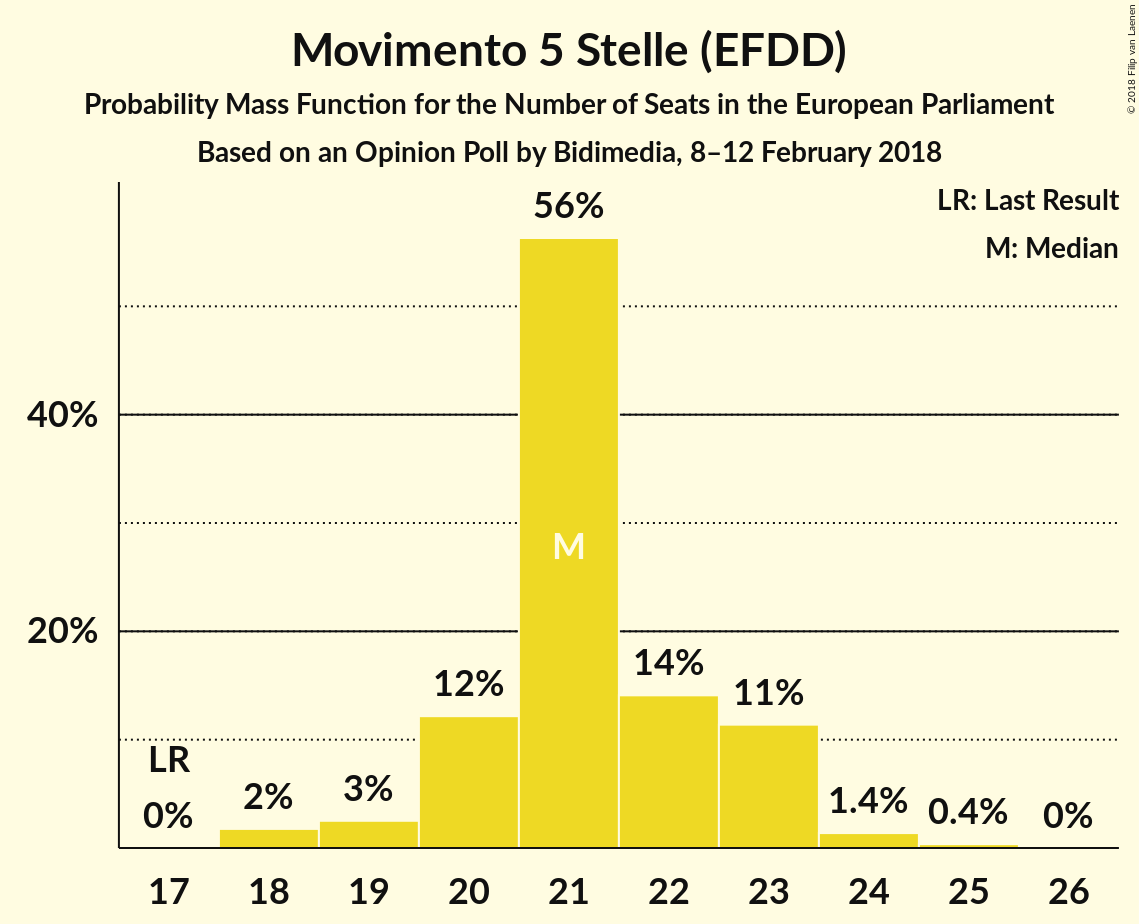 Movimento 5 Stelle (EFDD)
Probability Mass Function for the Number of Seats in the European Parliament
Based on an Opinion Poll by Bidimedia, 8–12 February 2018
© 2018 Filip van Laenen
LR: Last Result
M: Median
56%
40%
M
20%
14%
12%
11%
LR
0%
2%
3%
1.4%
0.4%
0%
17 18 19 20 21 22 23 24 25 26